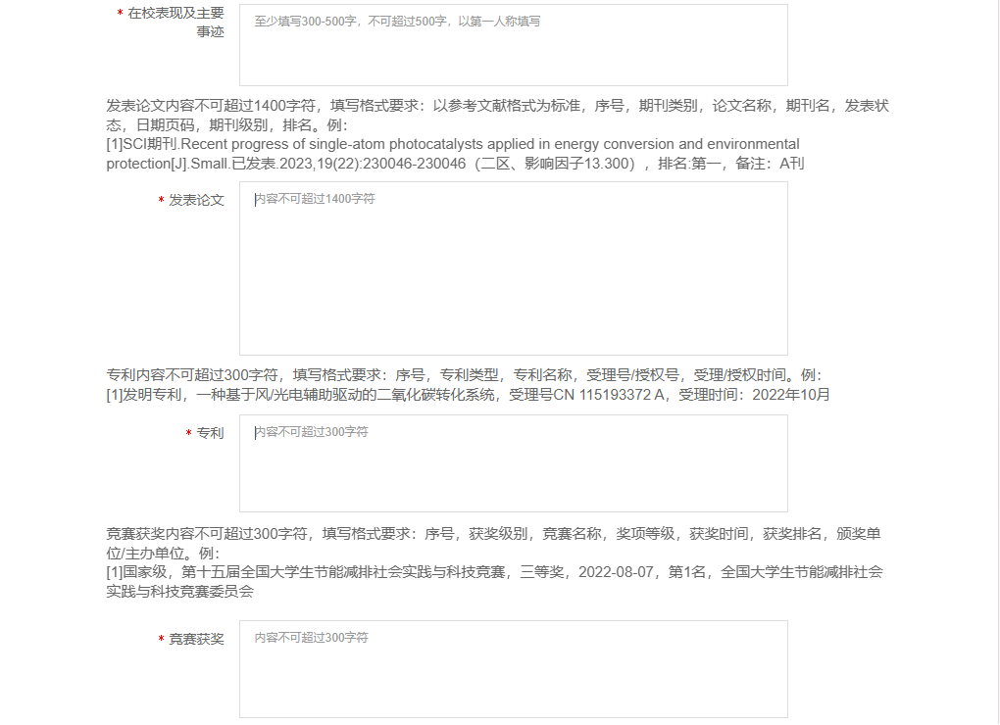 * 在校表现及主要
事迹
至少填写300-500字，不可超过500字，以第一人称填写
发表论文内容不可超过1400字符，填写格式要求：以参考文献格式为标准，序号，期刊类别，论文名称，期刊名，发表状
态，日期页码，期刊级别，排名。例：
[1]SCI期刊.Recent progress of single-atom photocatalysts applied in energy conversion and environmental
protection[J].Small.已发表.2023,19(22):230046-230046（二区、影响因子13.300），排名:第一，备注：A刊
* 发表论文
内容不可超过1400字符
专利内容不可超过300字符，填写格式要求：序号，专利类型，专利名称，受理号/授权号，受理/授权时间。例：
[1]发明专利，一种基于风/光电辅助驱动的二氧化碳转化系统，受理号CN 115193372 A，受理时间：2022年10月
* 专利
内容不可超过300字符
竞赛获奖内容不可超过300字符，填写格式要求：序号，获奖级别，竞赛名称，奖项等级，获奖时间，获奖排名，颁奖单
位/主办单位。例：
[1]国家级，第十五届全国大学生节能减排社会实践与科技竞赛，三等奖，2022-08-07，第1名，全国大学生节能减排社会
实践与科技竞赛委员会
* 竞赛获奖
内容不可超过300字符